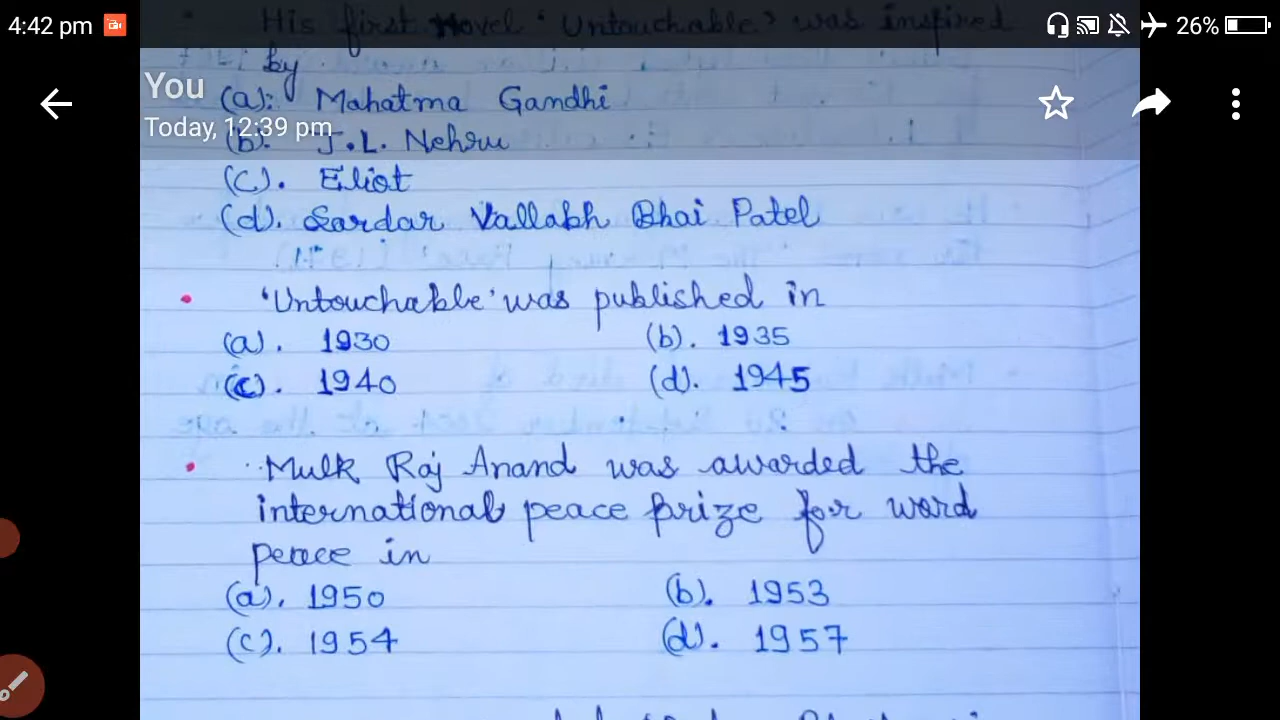 4:42 pm
26%
His first Novel 'Untouchable' was inspired
by
You
(a). Mahatma Gandhi
Today, 12:39 pm
(b). J.L. Nehru
(c). Eliot
(d). Sardar Vallabh Bhai Patel
• 'Untouchable' was published in
(a). 1930 (b). 1935
(c). 1940 (d). 1945
• Mulk Raj Anand was awarded the
international peace prize for word
peace in
(a). 1950 (b). 1953
(c). 1954 (d). 1957